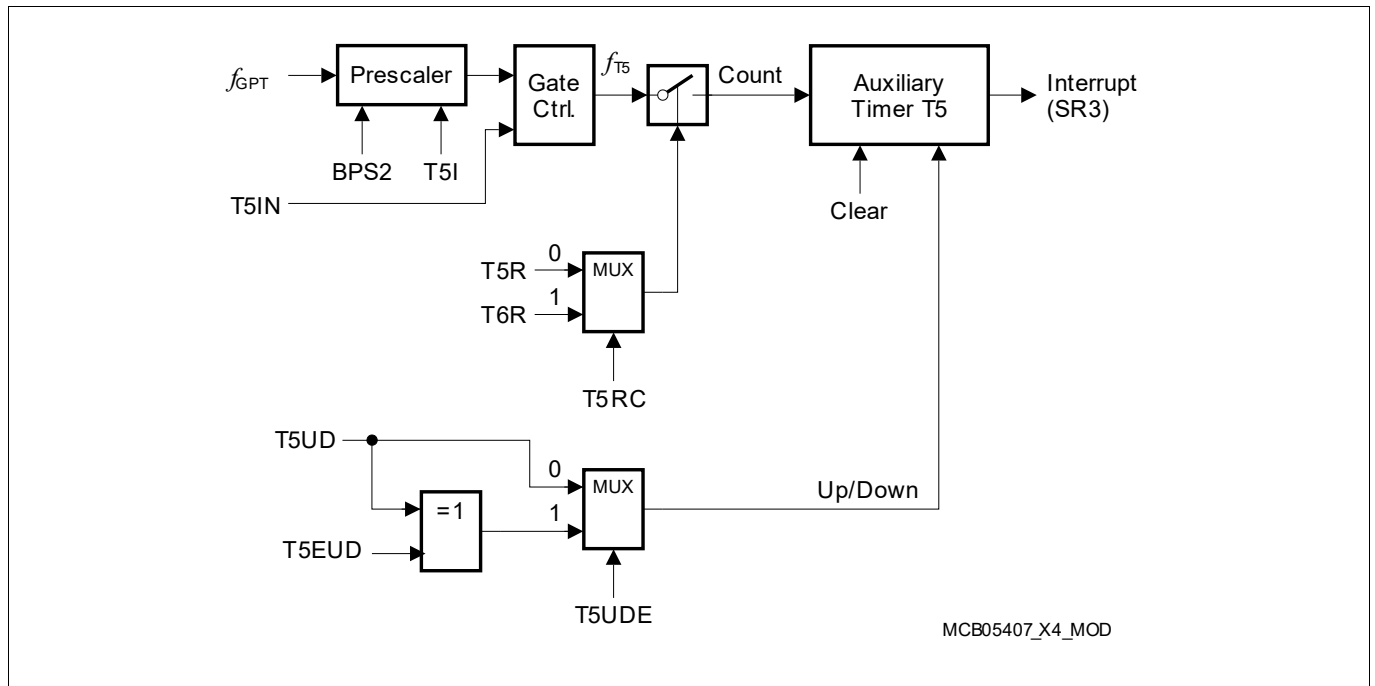 fGPT
Prescaler
Gate
Ctrl.
fT5
Count
Auxiliary
Timer T5
Interrupt
(SR3)
BPS2
T5I
T5IN
Clear
T5R
0
MUX
T6R
1
T5RC
T5UD
0
MUX
Up/Down
=1
1
T5EUD
T5UDE
MCB05407_X4_MOD